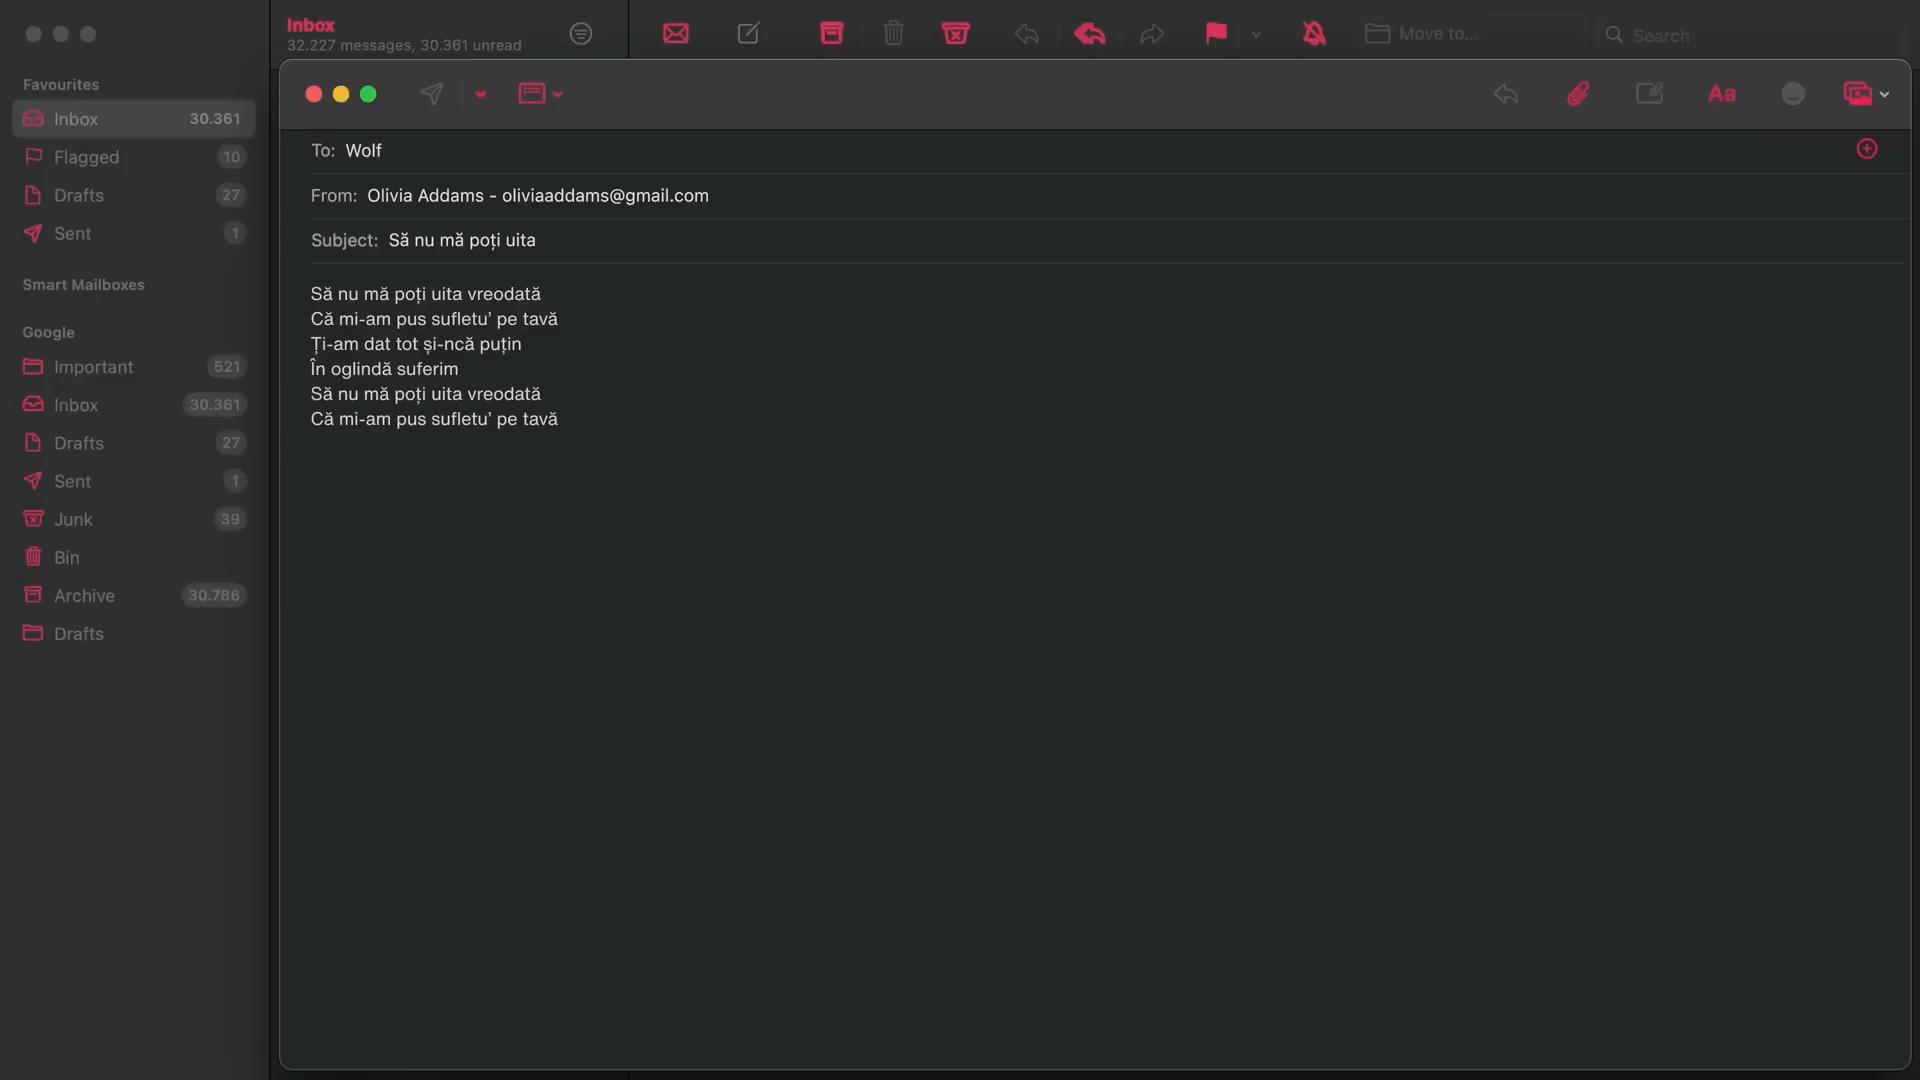 Inbox
32.227 messages, 30.361 unread
Move to...
Search
Favourites
Inbox 30.361
Flagged 10
Drafts 27
Sent 1
Smart Mailboxes
Google
Important 521
Inbox 30.361
Drafts 27
Sent 1
Junk 39
Bin
Archive 30.786
Drafts
Aa
To: Wolf
From: Olivia Addams - oliviaaddams@gmail.com
Subject: Să nu mă poți uita
Să nu mă poți uita vreodată
Că mi-am pus sufletu’ pe tavă
Ți-am dat tot și-ncă puțin
În oglindă suferim
Să nu mă poți uita vreodată
Că mi-am pus sufletu’ pe tavă